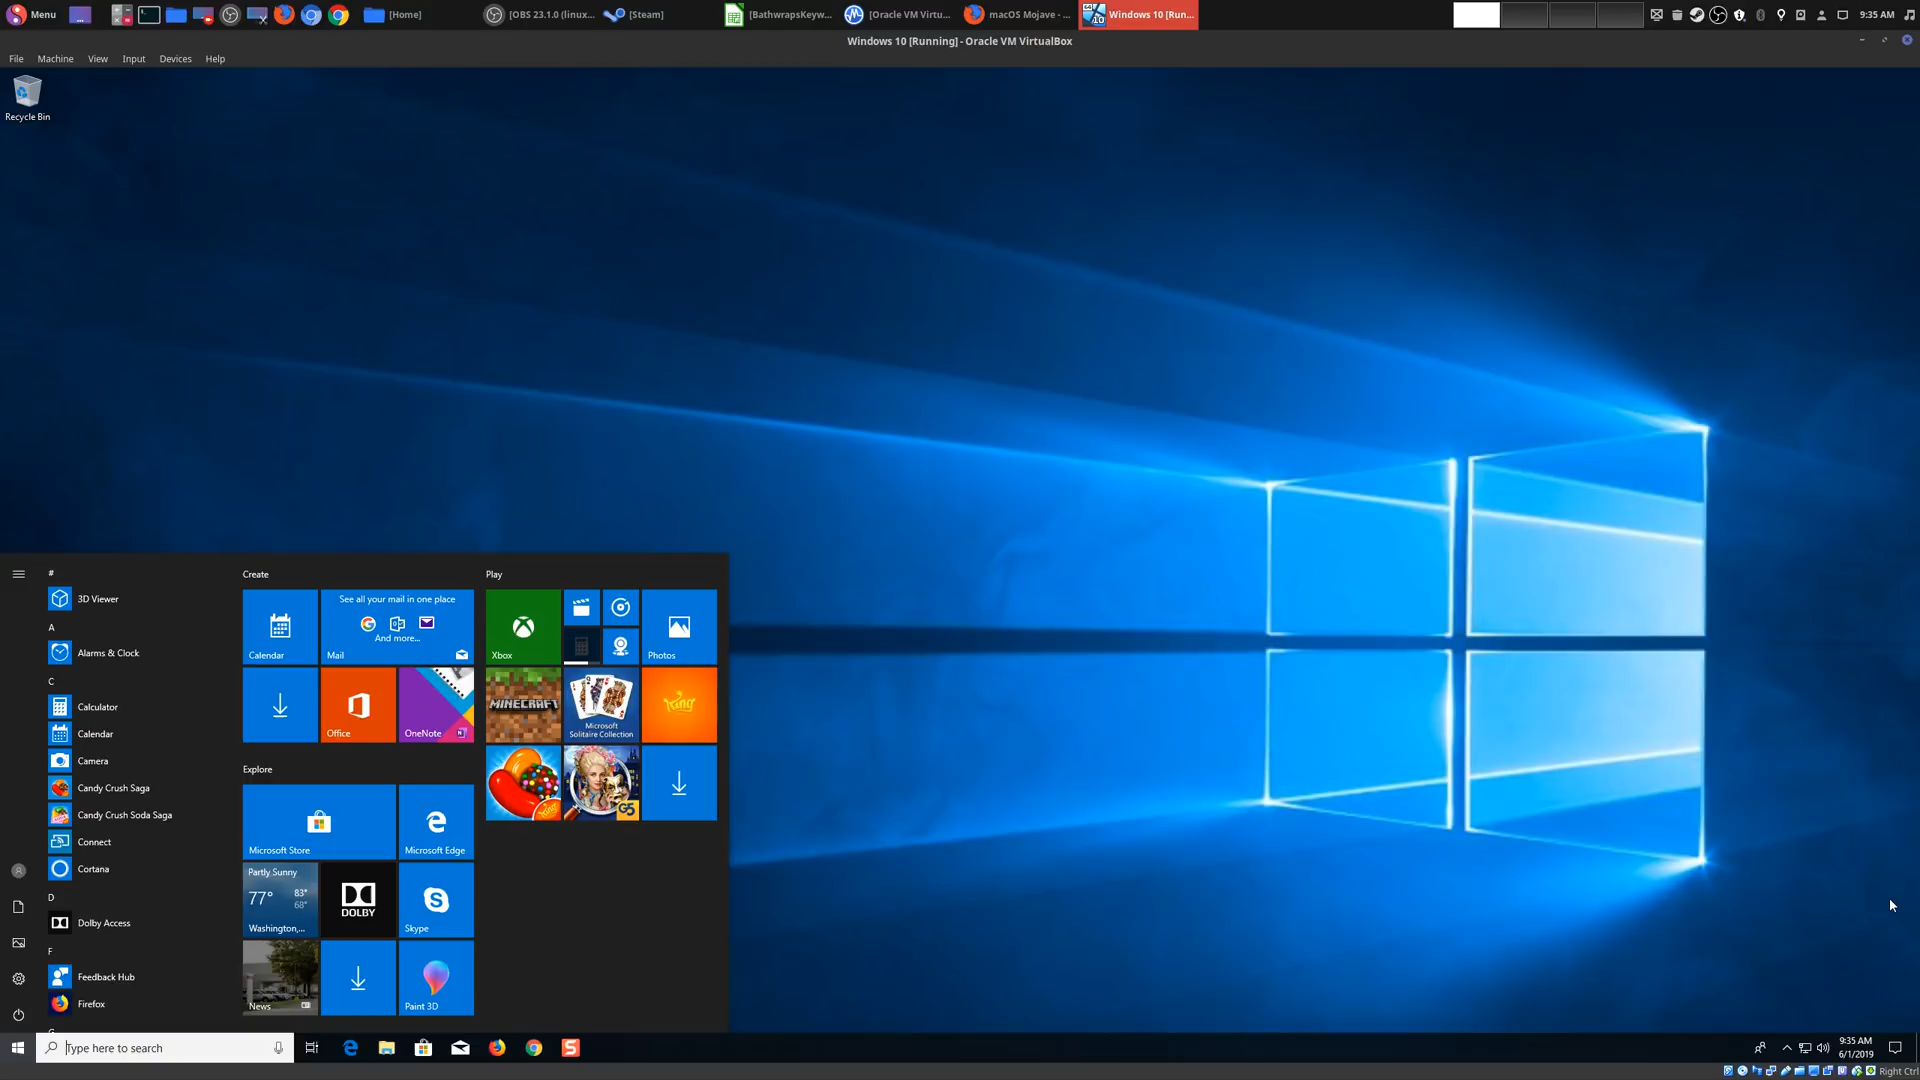 Menu
[Home]
[OBS 23.1.0 (linux...
[Steam]
[BathwrapsKeyw...
[Oracle VM Virtu...
macOS Mojave - ...
Windows 10 [Run...
9:35 AM
Windows 10 [Running] - Oracle VM VirtualBox
File Machine View Input Devices Help
Recycle Bin
#
3D Viewer
A
Alarms & Clock
C
Calculator
Calendar
Camera
Candy Crush Saga
Candy Crush Soda Saga
Connect
Cortana
D
Dolby Access
F
Feedback Hub
Firefox
Create
Calendar
See all your mail in one place
And more...
Mail
Office
OneNote
Explore
Microsoft Store
Microsoft Edge
Partly Sunny
77°
83°
68°
Washington,...
DOLBY
Skype
News
Paint 3D
Play
Xbox
Photos
MINECRAFT
Microsoft
Solitaire Collection
King
King
G5
Type here to search
9:35 AM
6/1/2019
Right Ctrl